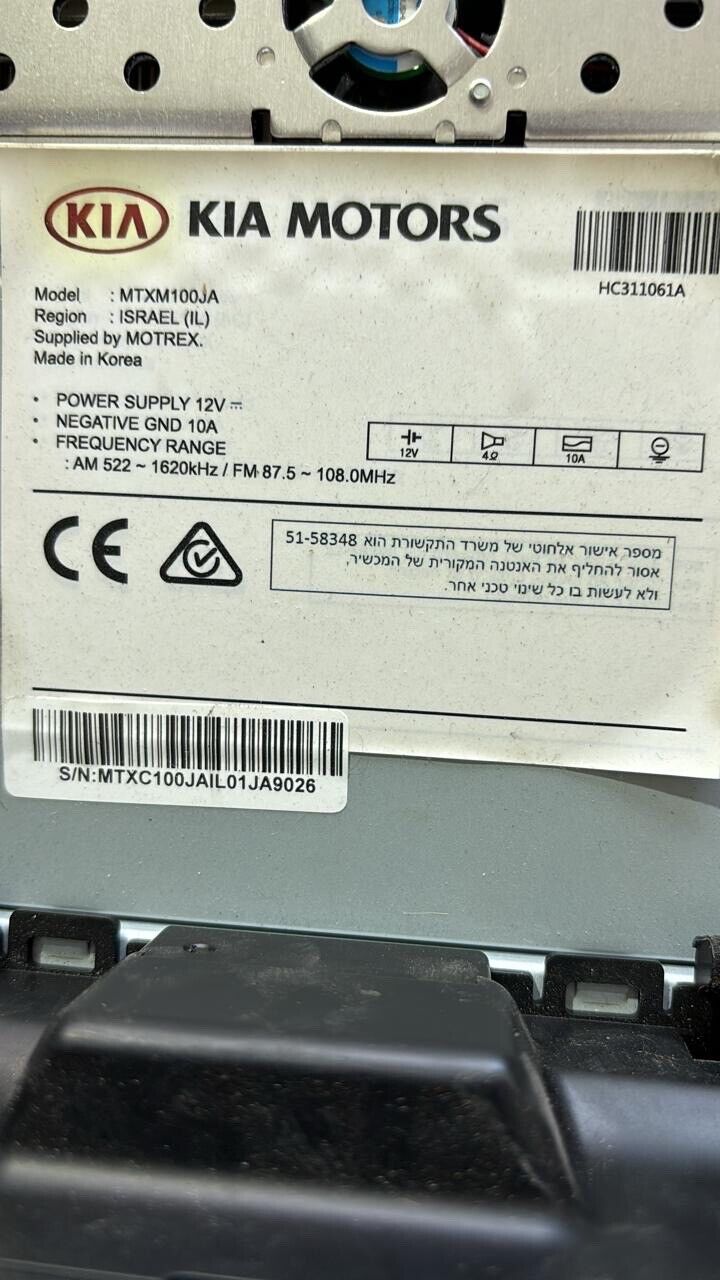 KIA KIA MOTORS
HC311061A
Model : MTXM100JA
Region : ISRAEL (IL)
Supplied by MOTREX.
Made in Korea
• POWER SUPPLY 12V ⎓
• NEGATIVE GND 10A
• FREQUENCY RANGE
: AM 522 ~ 1620kHz / FM 87.5 ~ 108.0MHz
12V 4Ω 10A
CE
מספר אישור אלחוטי של משרד התקשורת הוא 51-58348
אסור להחליף את האנטנה המקורית של המכשיר,
ולא לעשות בו כל שינוי טכני אחר.
S/N:MTXC100JAIL01JA9026